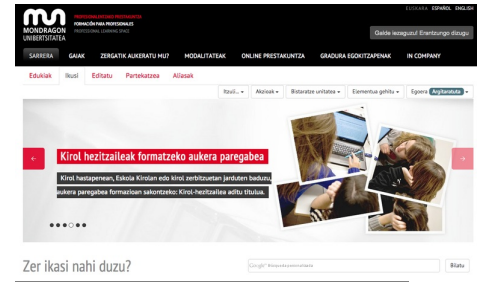 EUSKARA ESPAÑOL ENGLISH
MONDRAGON
UNIBERTSITATEA
PROFESIONALENTZAKO PRESTAKUNTZA
FORMACIÓN PARA PROFESIONALES
PROFESSIONAL LEARNING SPACE
Galde iezaguzu! Erantzungo dizugu
SARRERA GAIAK ZERGATIK AUKERATU MU? MODALITATEAK ONLINE PRESTAKUNTZA GRADURA EGOKITZAPENAK IN COMPANY
Edukiak Ikusi Editatu Partekatzea Aliasak
Itzuli... Akzioak Bistaratze unitatea Elementua gehitu Egoera Argitaratuta
Kirol hezitzaileak formatzeko aukera paregabea
Kirol hastapenean, Eskola Kirolan edo kirol zerbitzuetan jarduten baduzu,
aukera paregabea formazioan sakontzeko: Kirol-hezitzailea aditu titulua.
Zer ikasi nahi duzu?
Bilatu